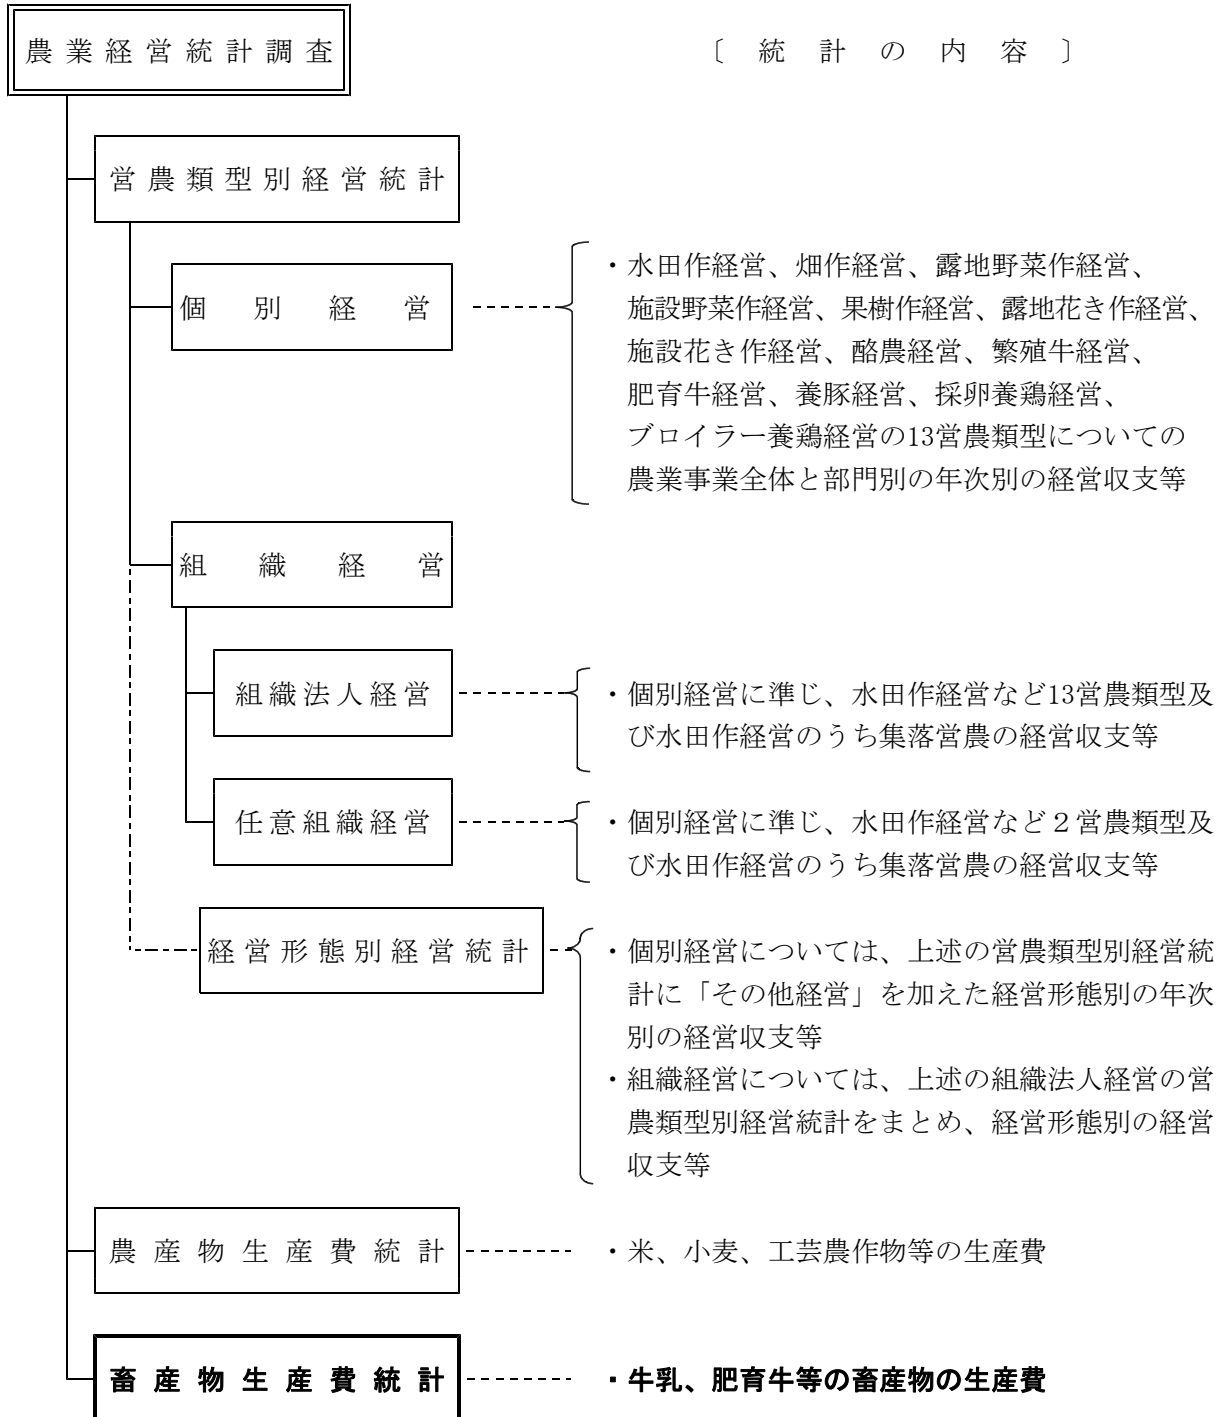 農業経営統計調査
〔統計の内容〕
営農類型別経営統計
個別経営
・水田作経営、畑作経営、露地野菜作経営、
施設野菜作経営、果樹作経営、露地花き作経営、
施設花き作経営、酪農経営、繁殖牛経営、
肥育牛経営、養豚経営、採卵養鶏経営、
ブロイラー養鶏経営の13営農類型についての
農業事業全体と部門別の年次別の経営収支等
組織経営
組織法人経営
・個別経営に準じ、水田作経営など13営農類型及
び水田作経営のうち集落営農の経営収支等
任意組織経営
・個別経営に準じ、水田作経営など２営農類型及
び水田作経営のうち集落営農の経営収支等
経営形態別経営統計
・個別経営については、上述の営農類型別経営統
計に「その他経営」を加えた経営形態別の年次
別の経営収支等
・組織経営については、上述の組織法人経営の営
農類型別経営統計をまとめ、経営形態別の経営
収支等
農産物生産費統計
・米、小麦、工芸農作物等の生産費
畜産物生産費統計
・牛乳、肥育牛等の畜産物の生産費